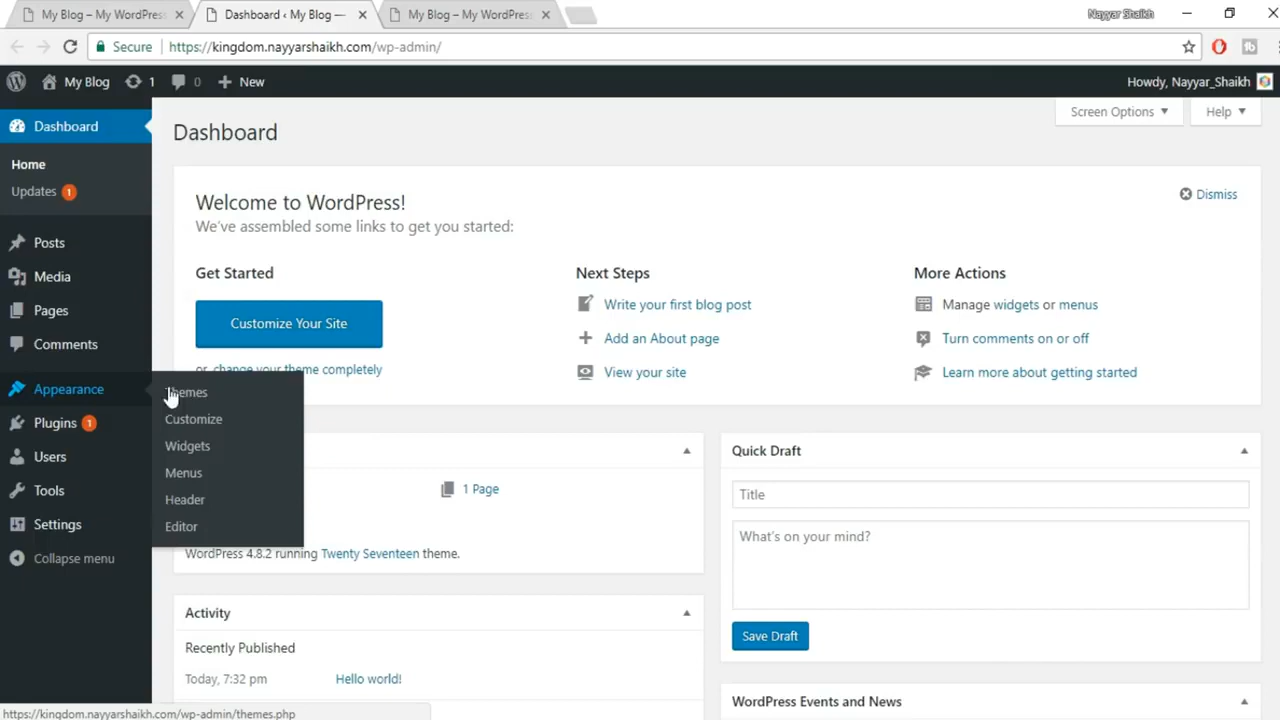 My Blog – My WordPress
Dashboard ‹ My Blog —
My Blog – My WordPress
Nayyar Shaikh
Secure
https://kingdom.nayyarshaikh.com/wp-admin/
My Blog
1
0
New
Howdy, Nayyar_Shaikh
Dashboard
Home
Updates 1
Posts
Media
Pages
Comments
Appearance
Plugins 1
Users
Tools
Settings
Collapse menu
Themes
Customize
Widgets
Menus
Header
Editor
Screen Options
Help
Dashboard
Welcome to WordPress!
We've assembled some links to get you started:
Dismiss
Get Started
Customize Your Site
or, change your theme completely
Next Steps
Write your first blog post
Add an About page
View your site
More Actions
Manage widgets or menus
Turn comments on or off
Learn more about getting started
1 Page
WordPress 4.8.2 running Twenty Seventeen theme.
Activity
Recently Published
Today, 7:32 pm
Hello world!
Quick Draft
Title
What's on your mind?
Save Draft
WordPress Events and News
https://kingdom.nayyarshaikh.com/wp-admin/themes.php